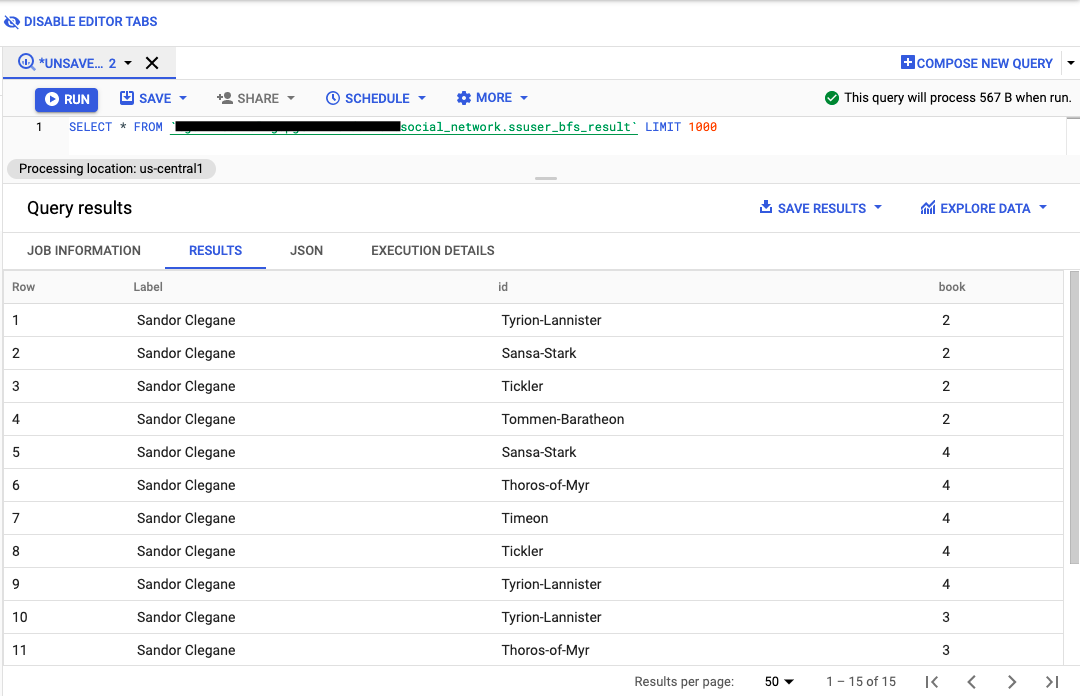 DISABLE EDITOR TABS
*UNSAVE... 2 COMPOSE NEW QUERY
RUN SAVE SHARE SCHEDULE MORE This query will process 567 B when run.
1 SELECT * FROM ` social_network.ssuser_bfs_result` LIMIT 1000
Processing location: us-central1
Query results SAVE RESULTS EXPLORE DATA
JOB INFORMATION RESULTS JSON EXECUTION DETAILS
Row Label id book
1 Sandor Clegane Tyrion-Lannister 2
2 Sandor Clegane Sansa-Stark 2
3 Sandor Clegane Tickler 2
4 Sandor Clegane Tommen-Baratheon 2
5 Sandor Clegane Sansa-Stark 4
6 Sandor Clegane Thoros-of-Myr 4
7 Sandor Clegane Timeon 4
8 Sandor Clegane Tickler 4
9 Sandor Clegane Tyrion-Lannister 4
10 Sandor Clegane Tyrion-Lannister 3
11 Sandor Clegane Thoros-of-Myr 3
Results per page: 50 1 – 15 of 15